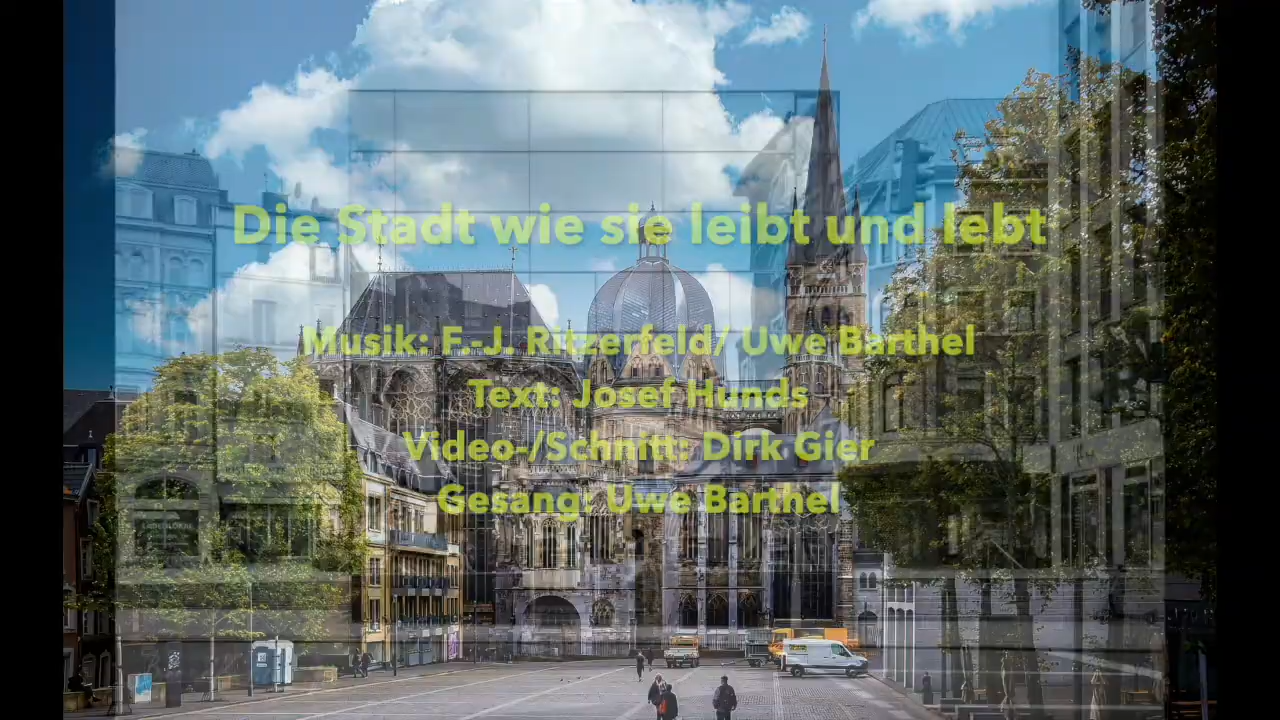 Die Stadt wie sie leibt und lebt
Musik: F.-J. Ritzerfeld/ Uwe Barthel
Text: Josef Hunds
Video-/Schnitt: Dirk Gier
Gesang: Uwe Barthel
LADENLOKAL